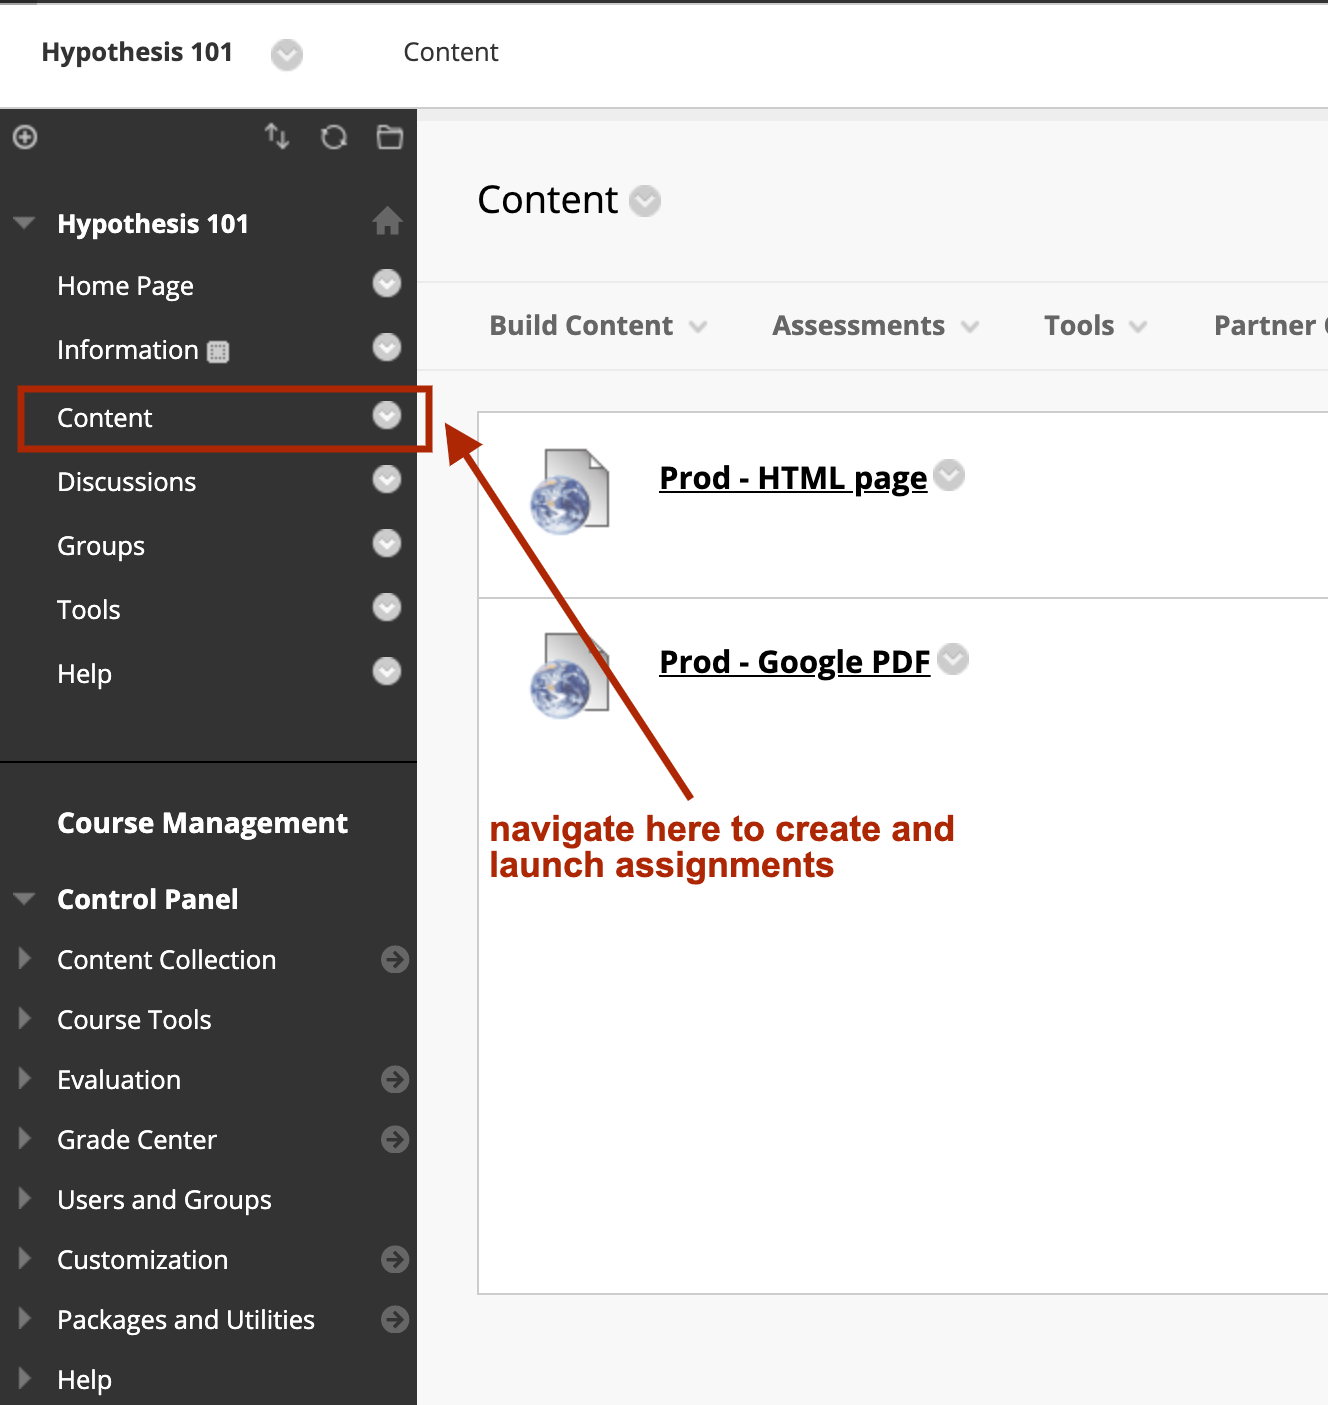 Hypothesis 101
Content
Hypothesis 101
Home Page
Information
Content
Discussions
Groups
Tools
Help
Course Management
Control Panel
Content Collection
Course Tools
Evaluation
Grade Center
Users and Groups
Customization
Packages and Utilities
Help
Content
Build Content Assessments Tools Partner
Prod - HTML page
Prod - Google PDF
navigate here to create and
launch assignments